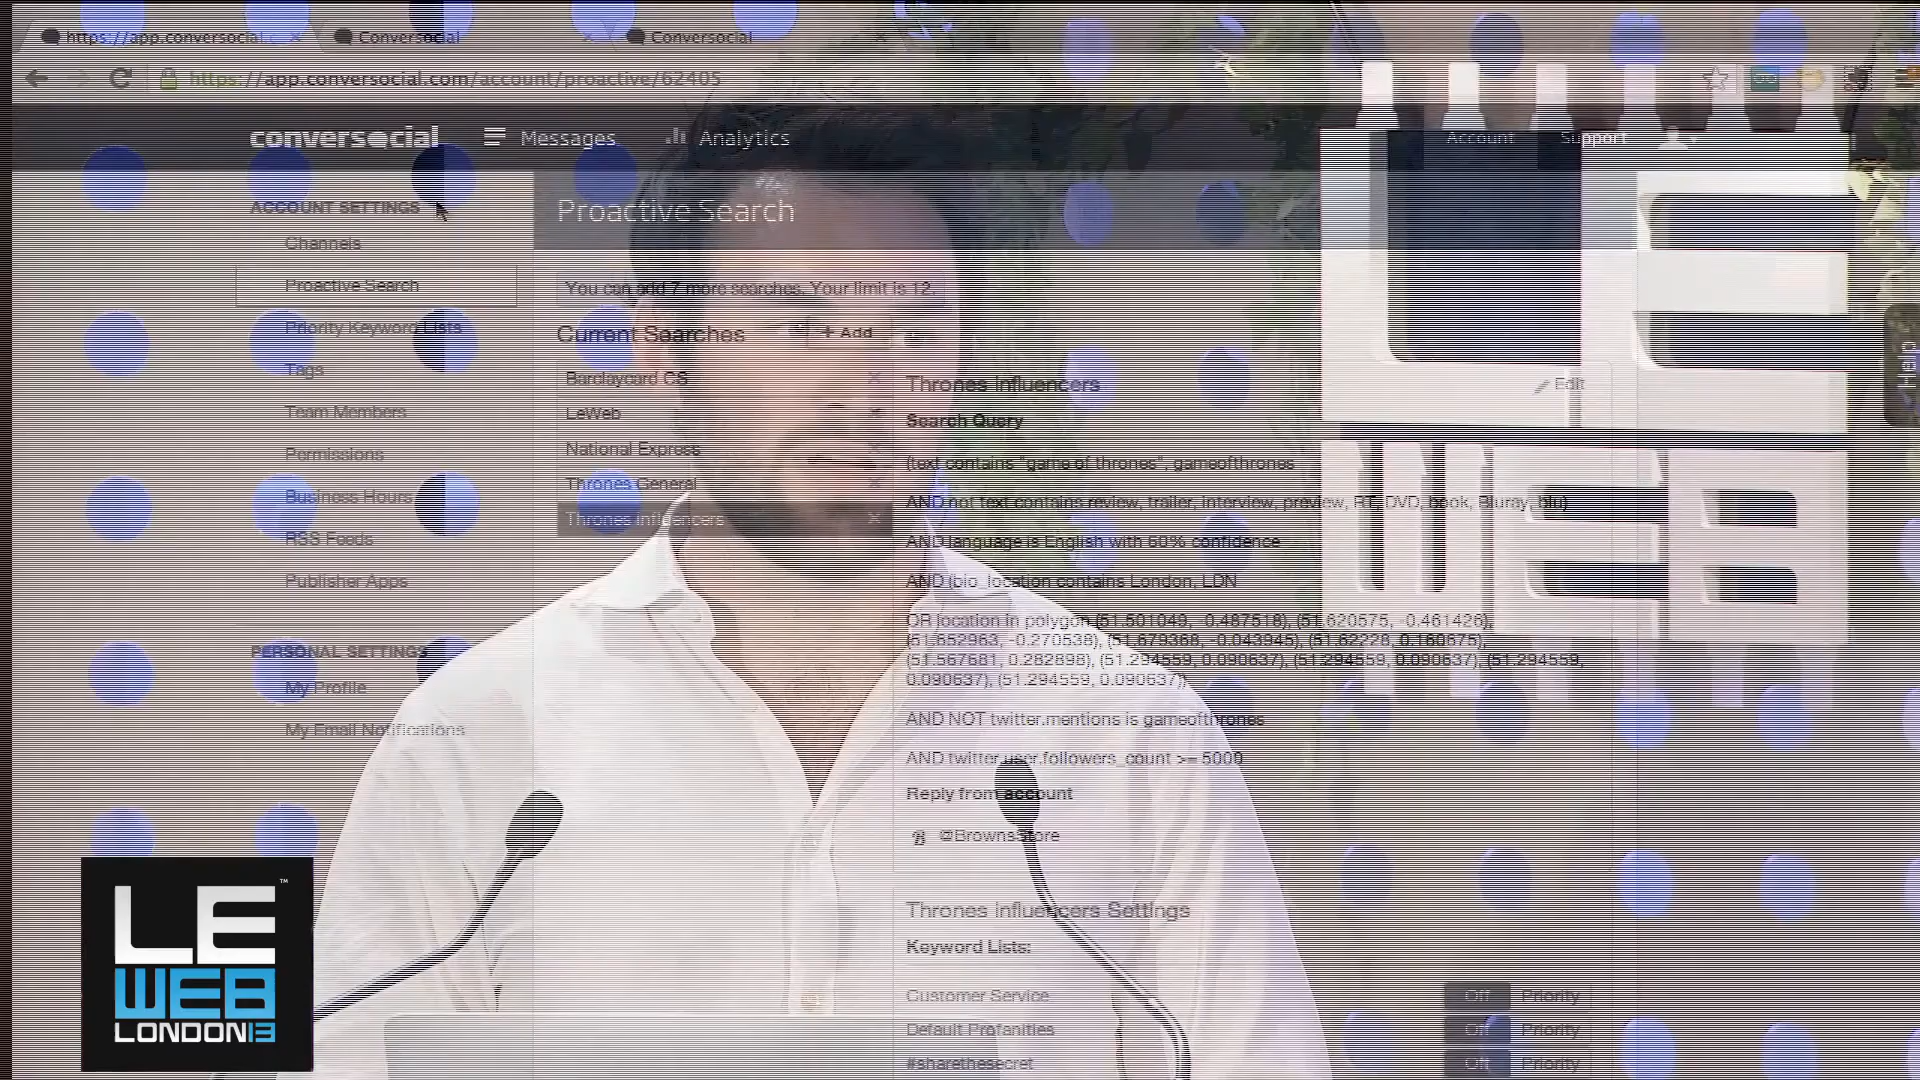 https://app.conversocial.c
Conversocial
Conversocial
https://app.conversocial.com/account/proactive/62405
conversocial
Messages
Analytics
Account
Support
ACCOUNT SETTINGS
Channels
Proactive Search
Priority Keyword Lists
Tags
Team Members
Permissions
Business Hours
RSS Feeds
Publisher Apps
PERSONAL SETTINGS
My Profile
My Email Notifications
Proactive Search
You can add 7 more searches. Your limit is 12.
Current Searches
+ Add
Barclaycard CS
LeWeb
National Express
Thrones General
Thrones Influencers
Thrones Influencers
Edit
Search Query
(text contains "game of thrones", gameofthrones
AND not text contains review, trailer, interview, preview, RT, DVD, book, Bluray, blu)
AND language is English with 60% confidence
AND (bio_location contains London, LDN
OR location in polygon (51.501049, -0.487518), (51.620575, -0.461426),
(51.652963, -0.270538), (51.679368, -0.043945), (51.62228, 0.160675),
(51.567681, 0.282898), (51.294559, 0.090637), (51.294559, 0.090637), (51.294559,
0.090637), (51.294559, 0.090637))
AND NOT twitter.mentions is gameofthrones
AND twitter.user.followers_count >= 5000
Reply from account
@BrownsStore
Thrones Influencers Settings
Keyword Lists:
Customer Service
Off
Priority
Default Profanities
Off
Priority
#sharethesecret
Off
Priority
Help
LE
WEB
LE
WEB
LONDON13
™